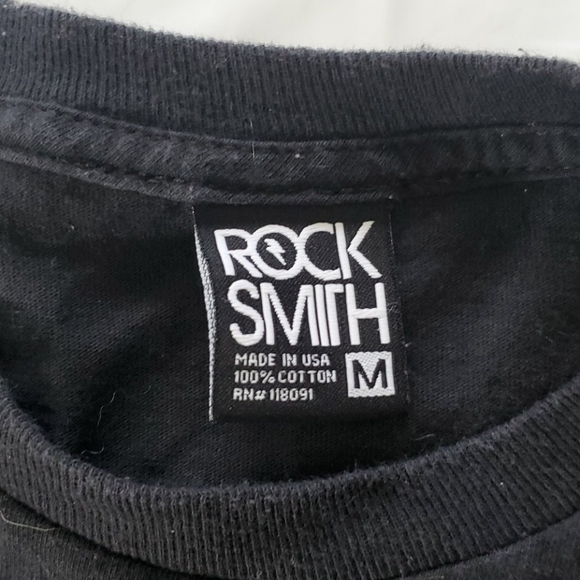 ROCK
SMITH
MADE IN USA
100% COTTON
RN# 118091
M